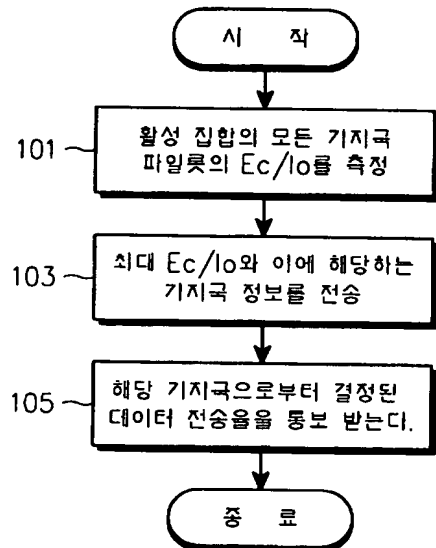 시 작
101
활성 집합의 모든 기지국
파일롯의 Ec/Io를 측정
103
최대 Ec/Io와 이에 해당하는
기지국 정보를 전송
105
해당 기지국으로부터 결정된
데이터 전송율을 통보 받는다.
종 료